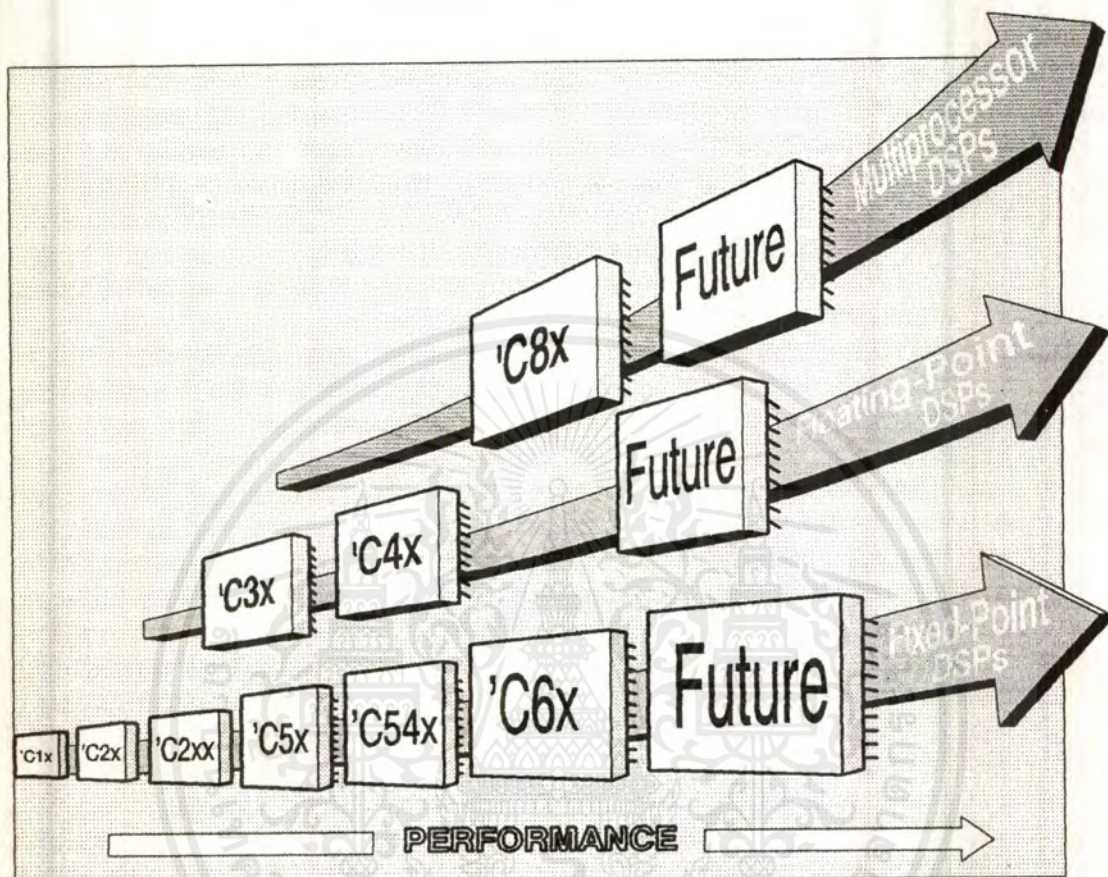 Multiprocessor
DSPs
Future
'C8x
Floating-Point
DSPs
Future
'C4x
'C3x
Fixed-Point
DSPs
Future
'C6x
'C54x
'C5x
'C2xx
'C2x
'C1x
PERFORMANCE